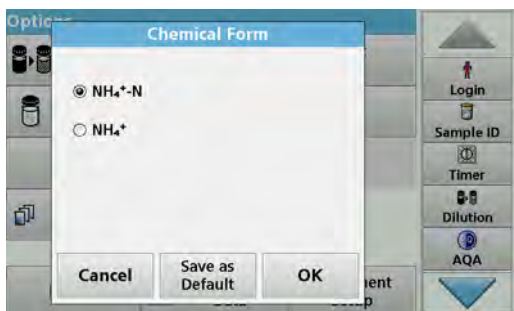 Chemical Form
NH₄⁺-N
NH₄⁺
Cancel
Save as
Default
OK
Login
Sample ID
Timer
Dilution
AQA